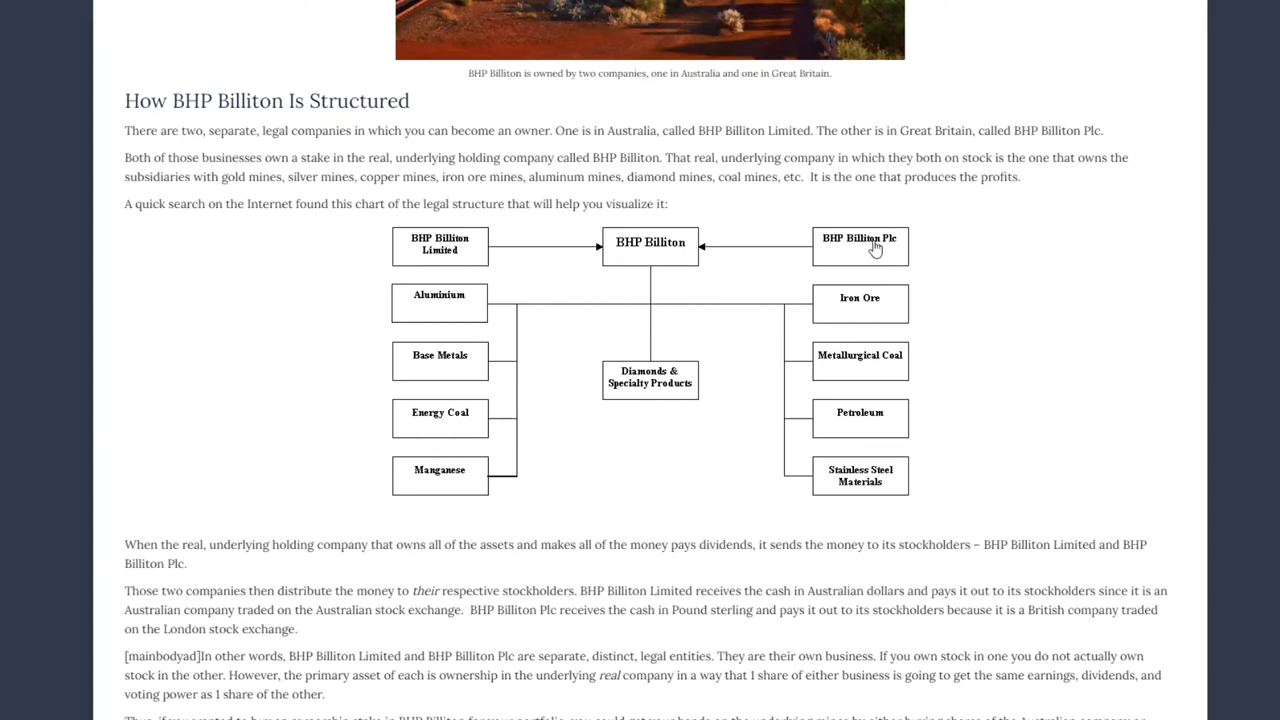 BHP Billiton is owned by two companies, one in Australia and one in Great Britain.
How BHP Billiton Is Structured
There are two, separate, legal companies in which you can become an owner. One is in Australia, called BHP Billiton Limited. The other is in Great Britain, called BHP Billiton Plc.
Both of those businesses own a stake in the real, underlying holding company called BHP Billiton. That real, underlying company in which they both on stock is the one that owns the
subsidiaries with gold mines, silver mines, copper mines, iron ore mines, aluminum mines, diamond mines, coal mines, etc. It is the one that produces the profits.
A quick search on the Internet found this chart of the legal structure that will help you visualize it:
BHP Billiton
Limited
BHP Billiton
BHP Billiton Plc
Aluminium
Iron Ore
Base Metals
Metallurgical Coal
Diamonds &
Specialty Products
Energy Coal
Petroleum
Manganese
Stainless Steel
Materials
When the real, underlying holding company that owns all of the assets and makes all of the money pays dividends, it sends the money to its stockholders – BHP Billiton Limited and BHP
Billiton Plc.
Those two companies then distribute the money to their respective stockholders. BHP Billiton Limited receives the cash in Australian dollars and pays it out to its stockholders since it is an
Australian company traded on the Australian stock exchange. BHP Billiton Plc receives the cash in Pound sterling and pays it out to its stockholders because it is a British company traded
on the London stock exchange.
[mainbodyad]In other words, BHP Billiton Limited and BHP Billiton Plc are separate, distinct, legal entities. They are their own business. If you own stock in one you do not actually own
stock in the other. However, the primary asset of each is ownership in the underlying real company in a way that 1 share of either business is going to get the same earnings, dividends, and
voting power as 1 share of the other.